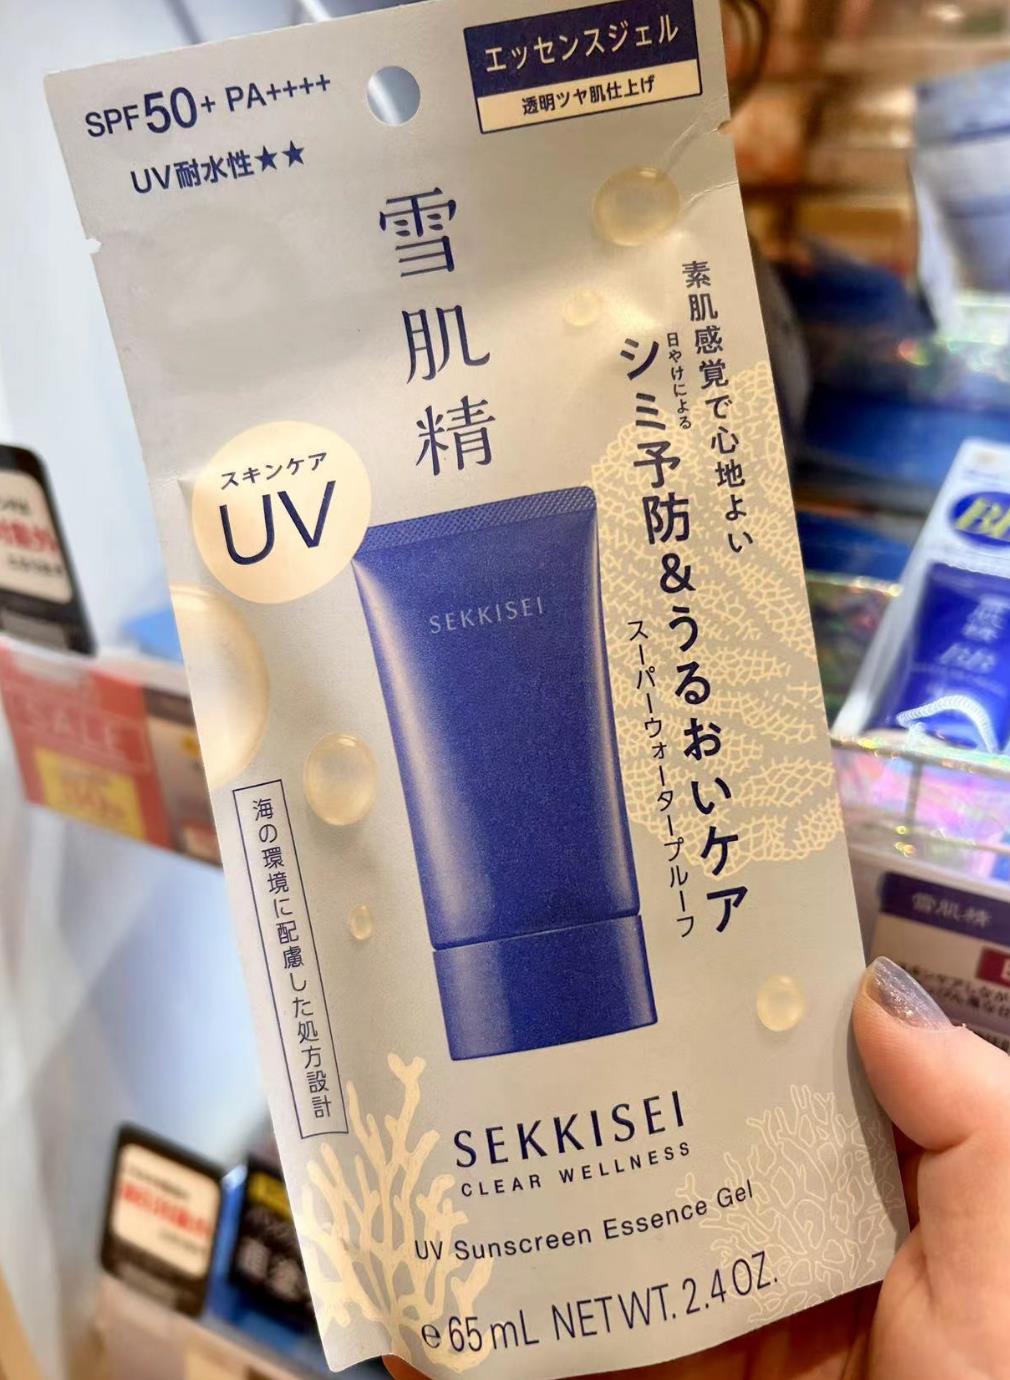 エッセンスジェル
透明ツヤ肌仕上げ
SPF50+ PA++++
UV耐水性★★
雪肌精
素肌感覚で心地よい
日やけによる
シミ予防&うるおいケア
スーパーウォータープルーフ
スキンケア
UV
SEKKISEI
海の環境に配慮した処方設計
SEKKISEI
CLEAR WELLNESS
UV Sunscreen Essence Gel
e 65mL NET WT. 2.4 OZ.
SALE
雪肌精